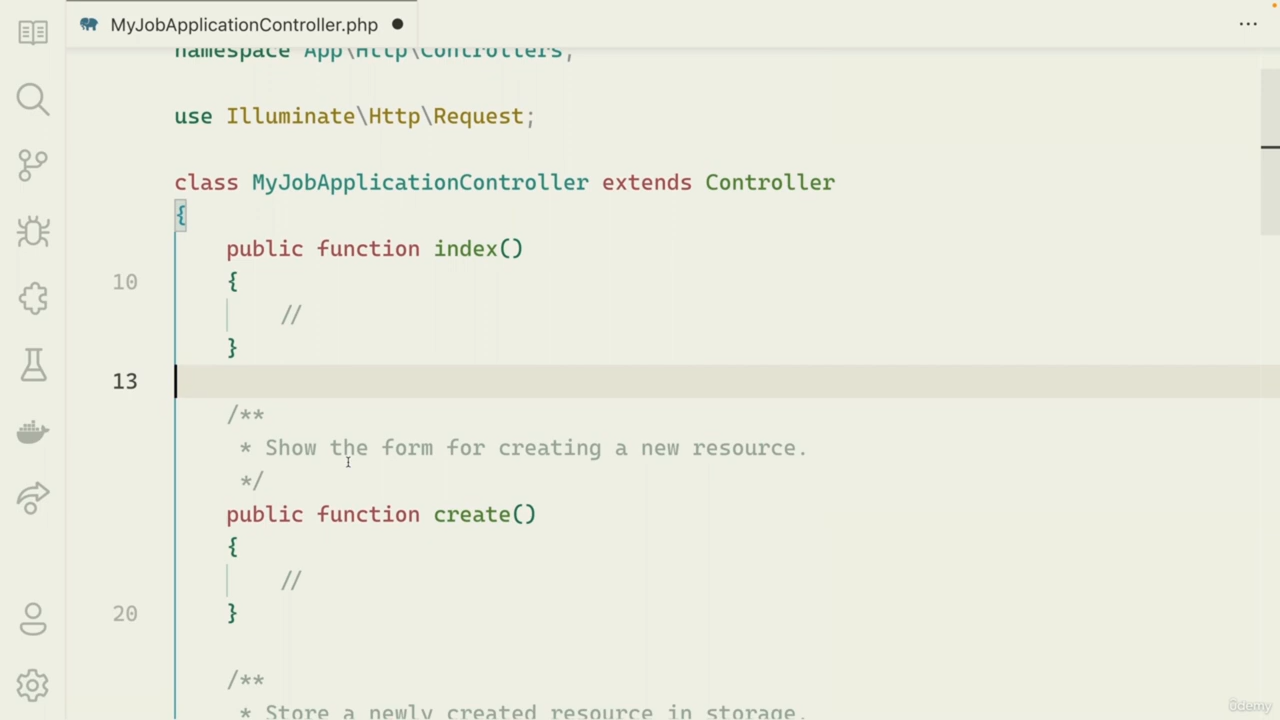 MyJobApplicationController.php
namespace App\Http\Controllers;
use Illuminate\Http\Request;
class MyJobApplicationController extends Controller
{
public function index()
10 {
//
}
13
/**
* Show the form for creating a new resource.
*/
public function create()
{
//
20 }
/**
* Store a newly created resource in storage.
ûdemy